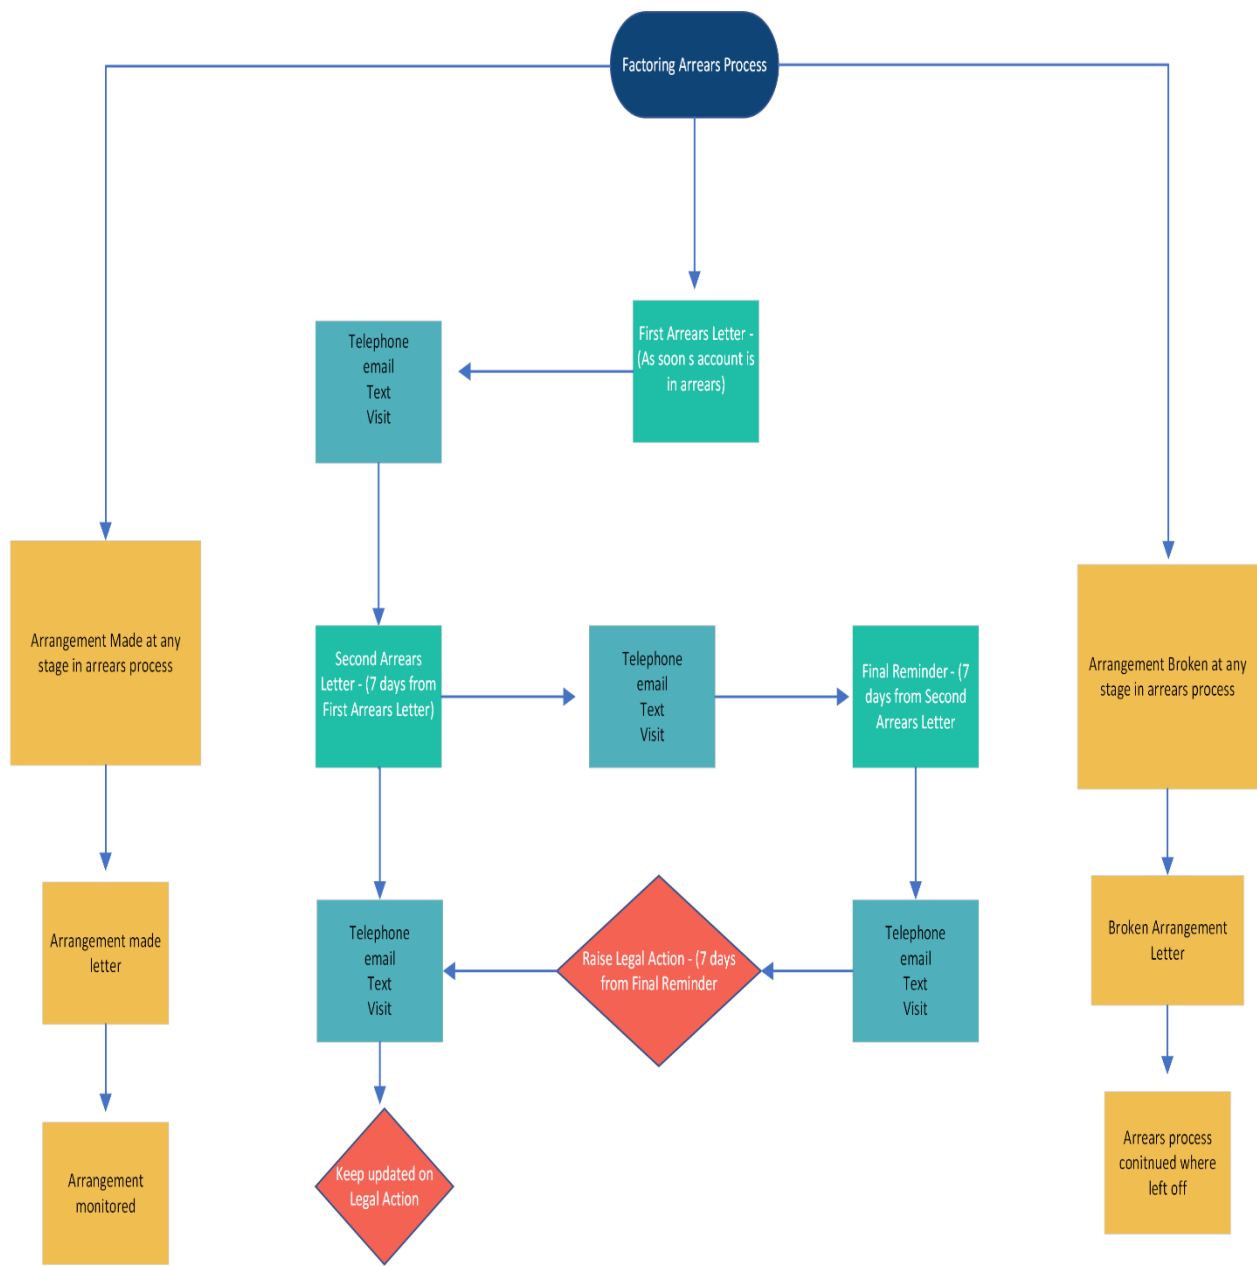 Factoring Arrears Process
First Arrears Letter -
(As soon s account is
in arrears)
Telephone
email
Text
Visit
Arrangement Made at any
stage in arrears process
Second Arrears
Letter - (7 days from
First Arrears Letter)
Telephone
email
Text
Visit
Final Reminder - (7
days from Second
Arrears Letter
Arrangement Broken at any
stage in arrears process
Arrangement made
letter
Telephone
email
Text
Visit
Raise Legal Action - (7 days
from Final Reminder
Telephone
email
Text
Visit
Broken Arrangement
Letter
Arrangement
monitored
Keep updated on
Legal Action
Arrears process
conitnued where
left off